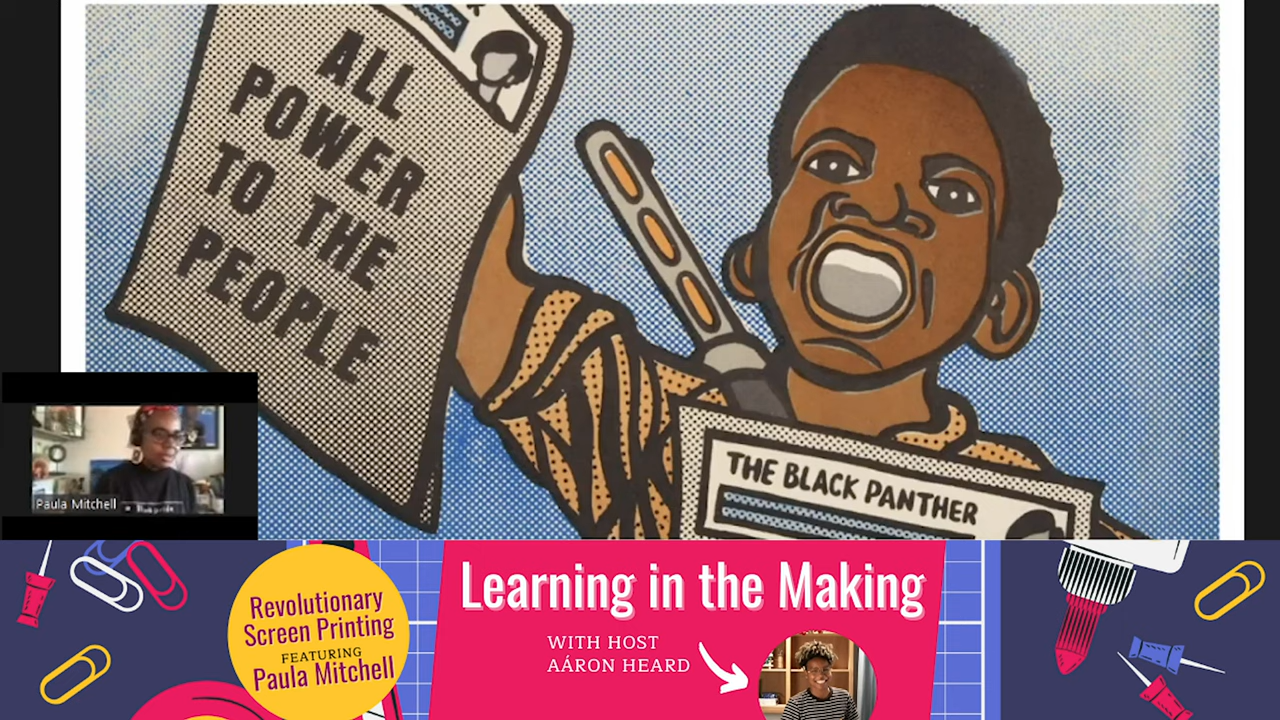 ALL
POWER
TO THE
PEOPLE
THE BLACK PANTHER
Paula Mitchell
Revolutionary
Screen Printing
FEATURING
Paula Mitchell
Learning in the Making
WITH HOST
AÁRON HEARD